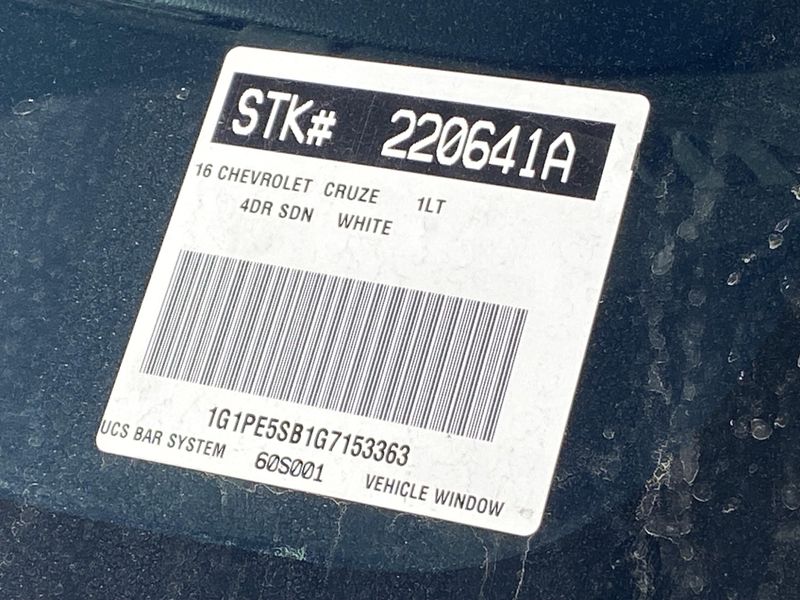 STK# 220641A
16 CHEVROLET CRUZE 1LT
4DR SDN WHITE
1G1PE5SB1G7153363
UCS BAR SYSTEM 60S001 VEHICLE WINDOW